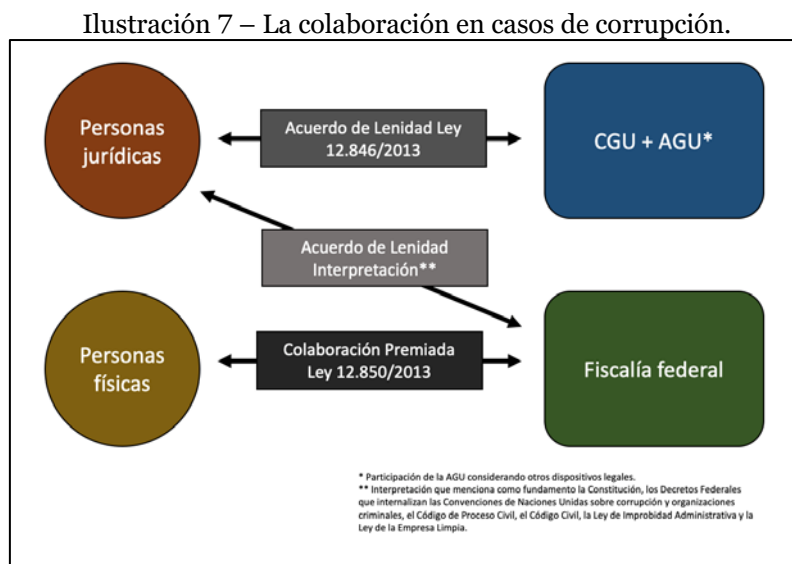 Ilustración 7 – La colaboración en casos de corrupción.
Personas
jurídicas
Acuerdo de Lenidad Ley
12.846/2013
CGU + AGU*
Acuerdo de Lenidad
Interpretación**
Personas
físicas
Colaboración Premiada
Ley 12.850/2013
Fiscalía federal
* Participación de la AGU considerando otros dispositivos legales.
** Interpretación que menciona como fundamento la Constitución, los Decretos Federales
que internalizan las Convenciones de Naciones Unidas sobre corrupción y organizaciones
criminales, el Código de Proceso Civil, el Código Civil, la Ley de Improbidad Administrativa y la
Ley de la Empresa Limpia.